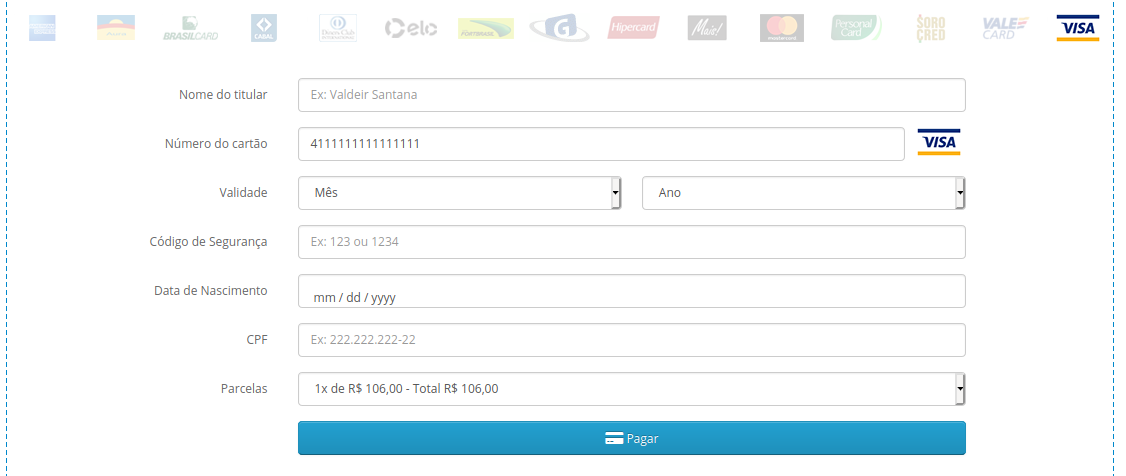 BRASILCARD
CABAL
Diners Club
elo
FORTBRASIL
G
Hipercard
Mais!
mastercard
Personal Card
SORO CRED
VALE CARD
VISA
Nome do titular
Ex: Valdeir Santana
Número do cartão
4111111111111111
VISA
Validade
Mês
Ano
Código de Segurança
Ex: 123 ou 1234
Data de Nascimento
mm / dd / yyyy
CPF
Ex: 222.222.222-22
Parcelas
1x de R$ 106,00 - Total R$ 106,00
Pagar